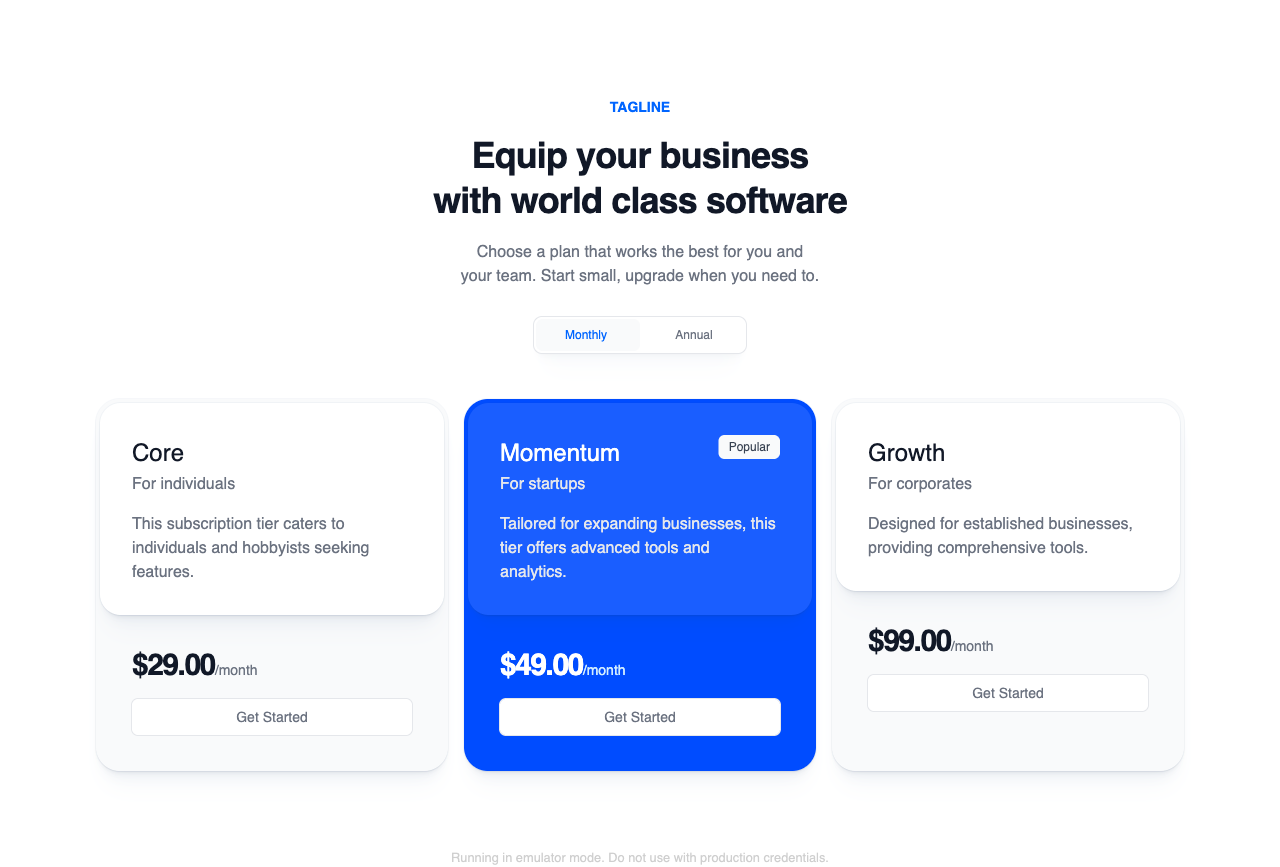 TAGLINE
Equip your business
with world class software
Choose a plan that works the best for you and
your team. Start small, upgrade when you need to.
Monthly
Annual
Core
For individuals
This subscription tier caters to
individuals and hobbyists seeking
features.
$29.00/month
Get Started
Momentum
Popular
For startups
Tailored for expanding businesses, this
tier offers advanced tools and
analytics.
$49.00/month
Get Started
Growth
For corporates
Designed for established businesses,
providing comprehensive tools.
$99.00/month
Get Started
Running in emulator mode. Do not use with production credentials.